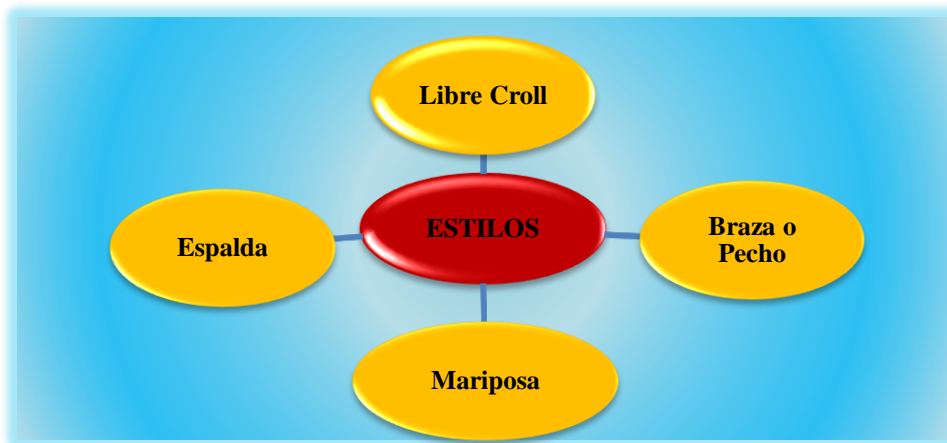 Libre Croll
Espalda
ESTILOS
Braza o
Pecho
Mariposa